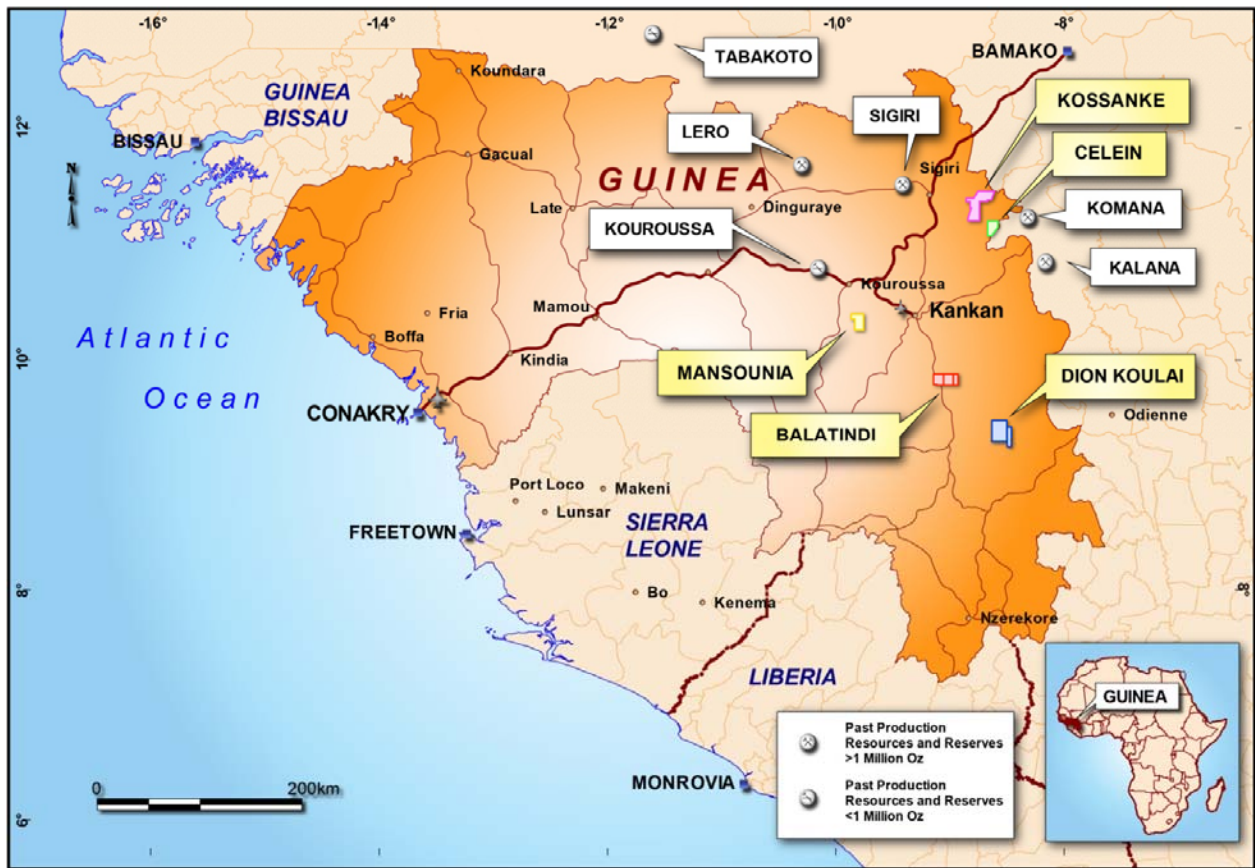 -16°
-14°
-12°
-10°
-8°
TABAKOTO
BAMAKO
Koundara
GUINEA
BISSAU
KOSSANKE
SIGIRI
12°
LERO
BISSAU
CELEIN
Gacual
N
Sigiri
GUINEA
Late
Dinguraye
KOMANA
KOUROUSSA
KALANA
Kouroussa
Mamou
Kankan
Fria
Atlantic
Ocean
Boffa
10°
Kindia
MANSOUNIA
DION KOULAI
CONAKRY
Odienne
BALATINDI
Port Loco
Makeni
Lunsar
SIERRA
LEONE
FREETOWN
8°
8°
Bo
Kenema
Nzerekore
LIBERIA
GUINEA
Past Production
Resources and Reserves
>1 Million Oz
MONROVIA
0
200km
Past Production
Resources and Reserves
<1 Million Oz
6°